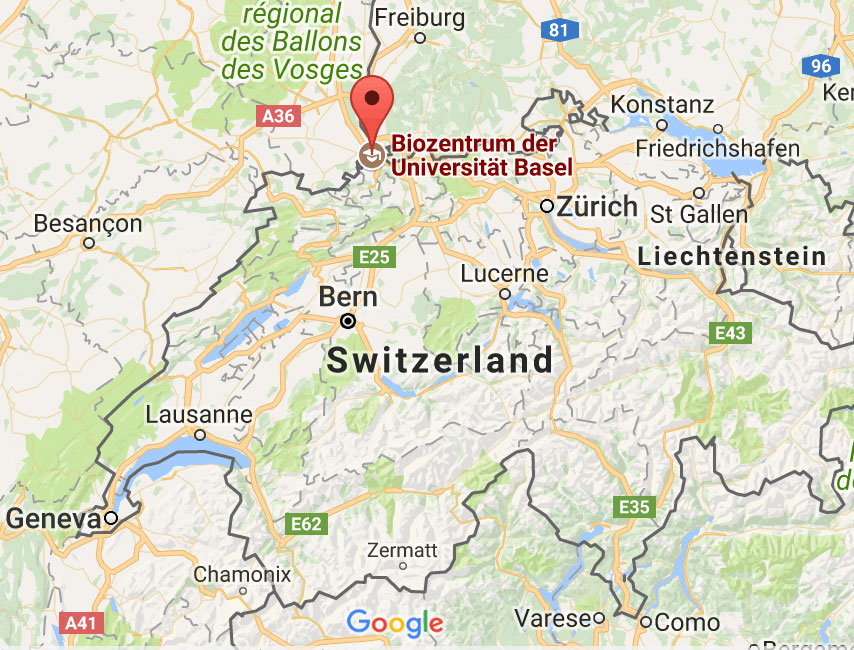 régional
des Ballons
des Vosges
Freiburg
81
96
A36
Konstanz
Friedrichshafen
Biozentrum der
Universität Basel
Zürich
St Gallen
Besançon
Liechtenstein
E25
Lucerne
Bern
E43
Switzerland
Lausanne
E35
Geneva
E62
Zermatt
Chamonix
Google
A41
Varese
Como